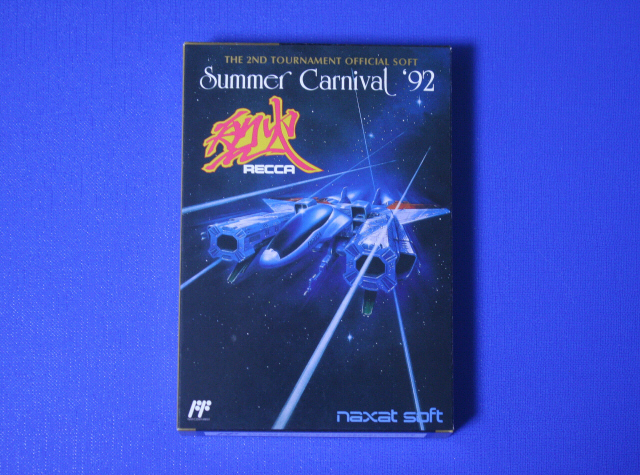 THE 2ND TOURNAMENT OFFICIAL SOFT
Summer Carnival '92
烈火
RECCA
naxat soft